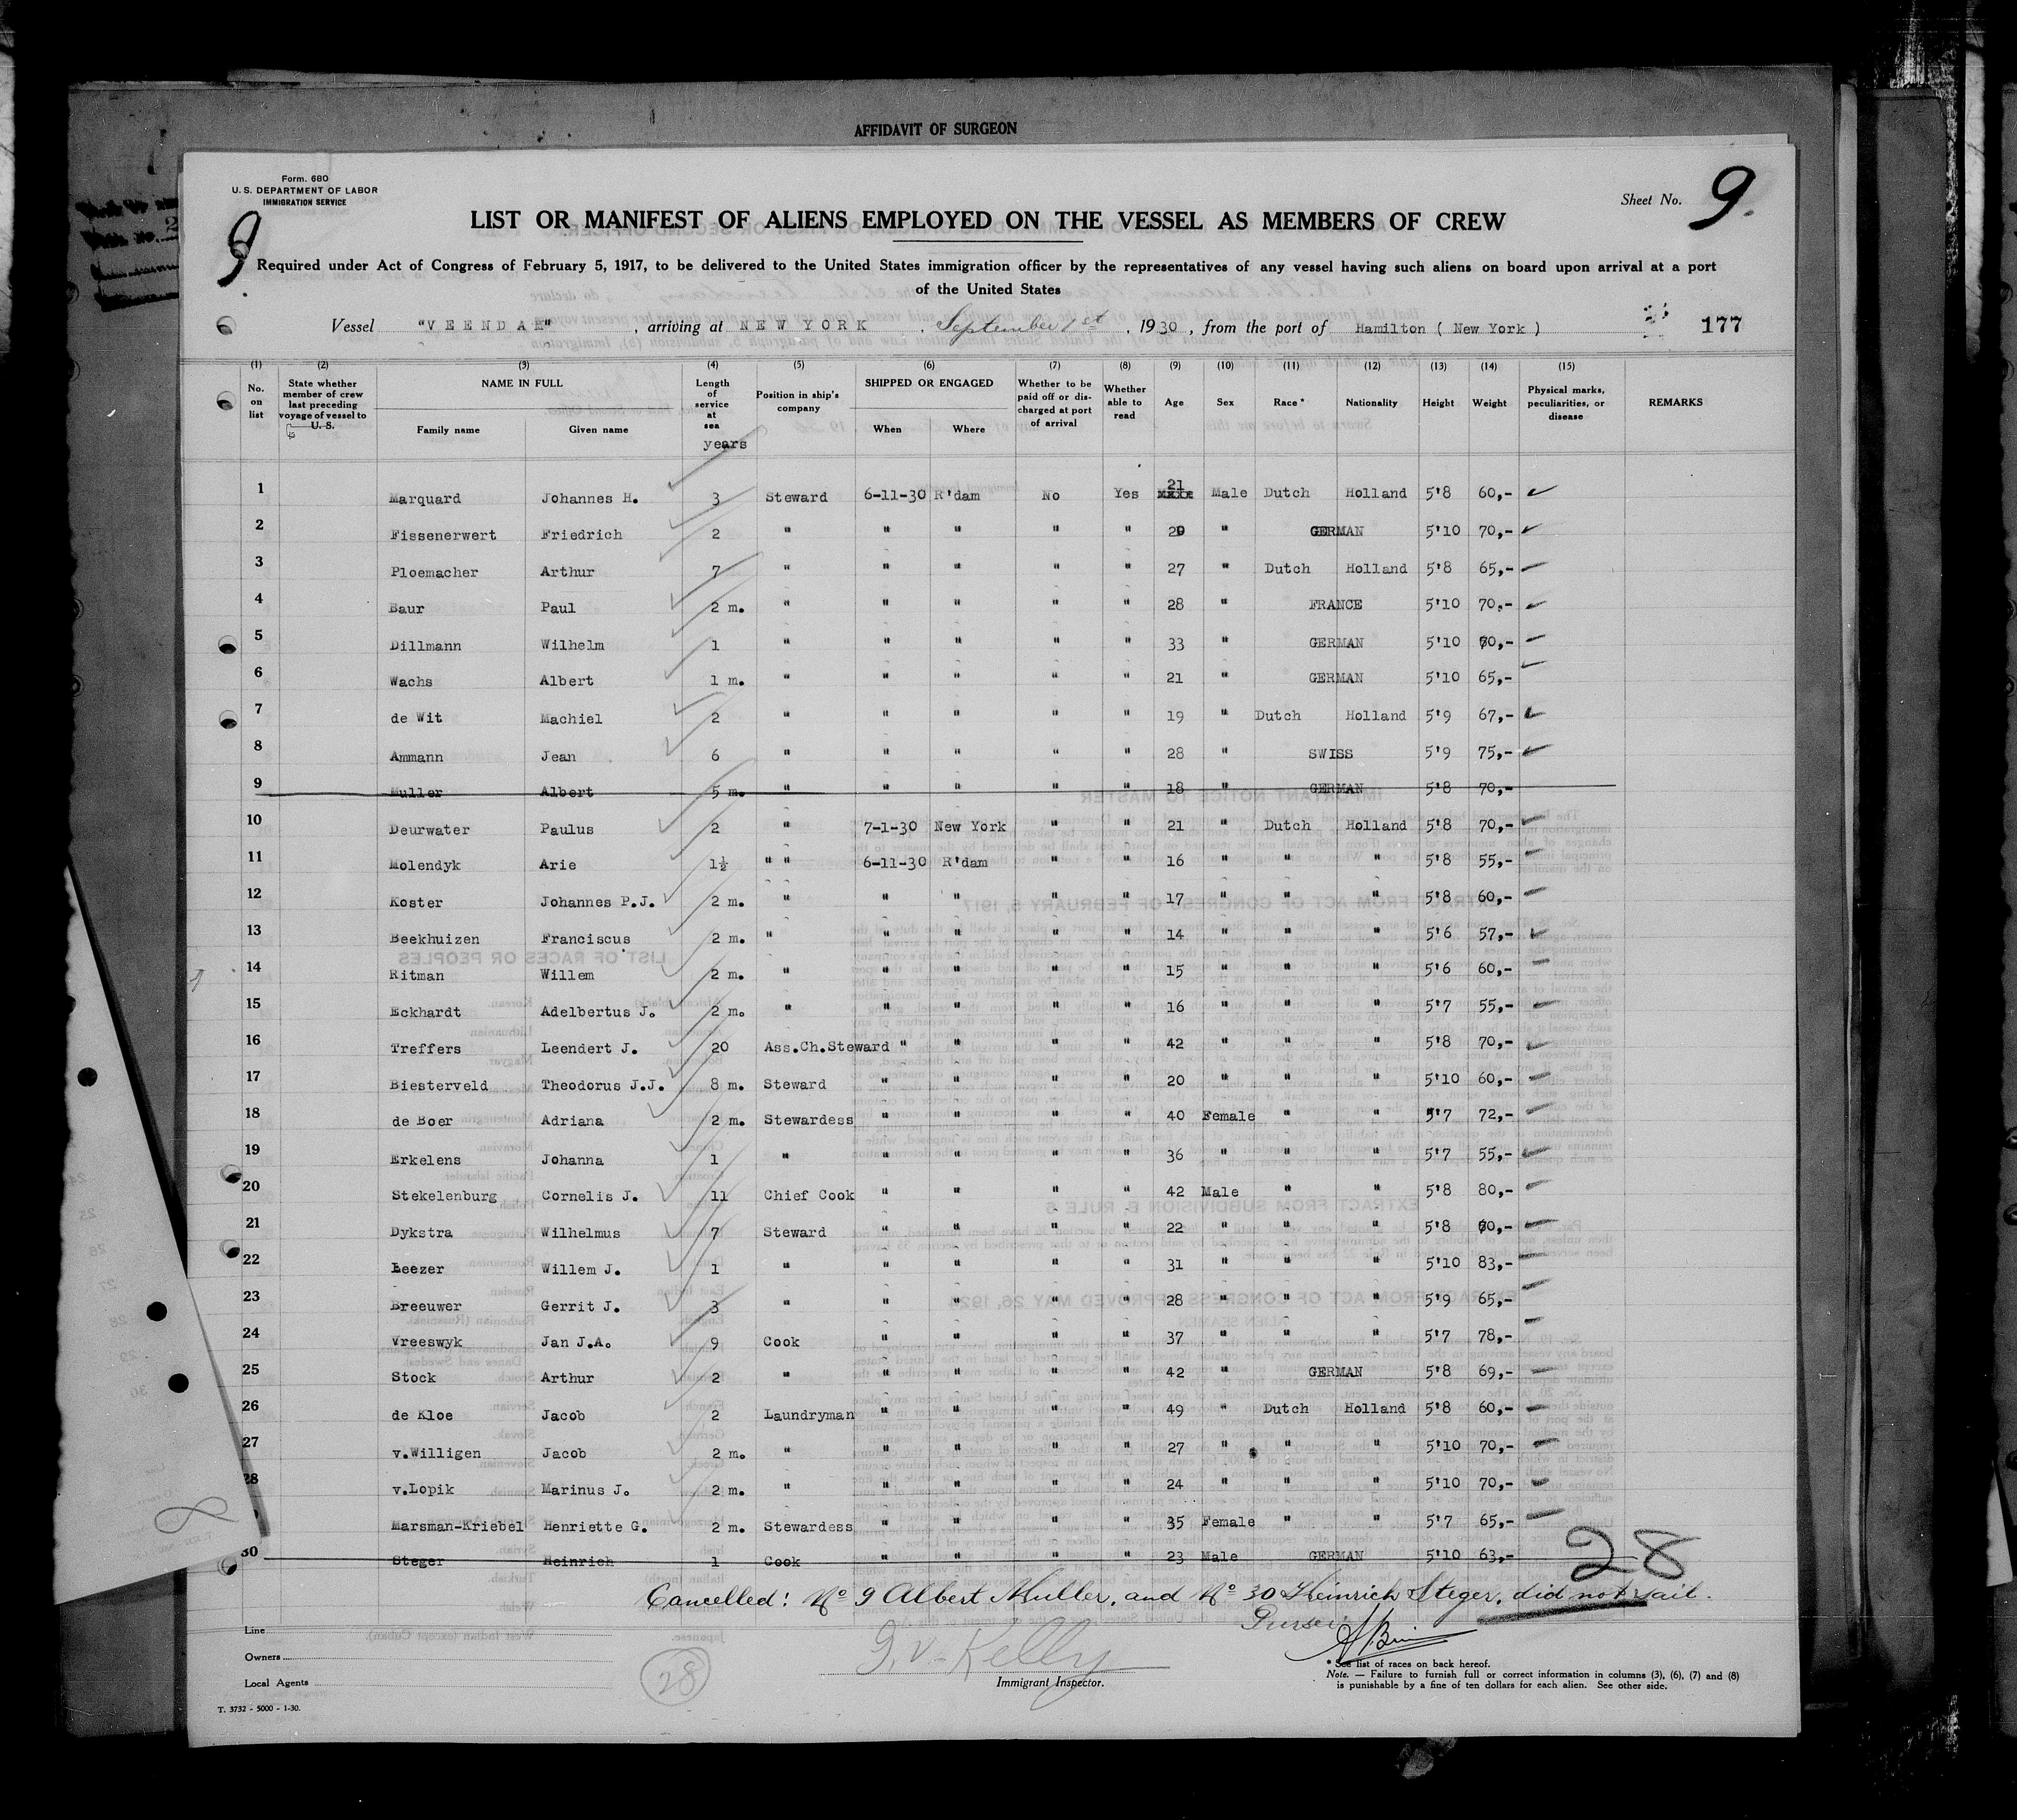 AFFIDAVIT OF SURGEON
Form. 680
U. S. DEPARTMENT OF LABOR
IMMIGRATION SERVICE
Sheet No. 9.
9
LIST OR MANIFEST OF ALIENS EMPLOYED ON THE VESSEL AS MEMBERS OF CREW
Required under Act of Congress of February 5, 1917, to be delivered to the United States immigration officer by the representatives of any vessel having such aliens on board upon arrival at a port
of the United States
Vessel "VEENDAM", arriving at NEW YORK, September 1st, 1930, from the port of Hamilton ( New York ) 177
(1) (2) (3) (4) (5) (6) (7) (8) (9) (10) (11) (12) (13) (14) (15)
No. on list State whether member of crew last preceding voyage of vessel to U. S. NAME IN FULL Family name Given name Length of service at sea years Position in ship's company SHIPPED OR ENGAGED When Where Whether to be paid off or discharged at port of arrival Whether able to read Age Sex Race * Nationality Height Weight Physical marks, peculiarities, or disease REMARKS
1 Marquard Johannes H. 3 Steward 6-11-30 R'dam No Yes 21 Male Dutch Holland 5'8 60,-
2 Fissenerwert Friedrich 2 " " " " " 29 " GERMAN 5'10 70,-
3 Ploemacher Arthur 7 " " " " " 27 " Dutch Holland 5'8 65,-
4 Baur Paul 2 m. " " " " " 28 " FRANCE 5'10 70,-
5 Dillmann Wilhelm 1 " " " " " 33 " GERMAN 5'10 70,-
6 Wachs Albert 1 m. " " " " " 21 " GERMAN 5'10 65,-
7 de Wit Machiel 2 " " " " " 19 " Dutch Holland 5'9 67,-
8 Ammann Jean 6 " " " " " 28 " SWISS 5'9 75,-
9 Muller Albert 5 m. " " " " " 18 " GERMAN 5'8 70,-
10 Deurwater Paulus 2 " 7-1-30 New York " " 21 " Dutch Holland 5'8 70,-
11 Molendyk Arie 1½ " " 6-11-30 R'dam " " 16 " " " 5'8 55,-
12 Koster Johannes P.J. 2 m. " " " " " 17 " " " 5'8 60,-
13 Beekhuizen Franciscus 2 m. " " " " " 14 " " " 5'6 57,-
14 Ritman Willem 2 m. " " " " " 15 " " " 5'6 60,-
15 Eckhardt Adelbertus J. 2 m. " " " " " 16 " " " 5'7 55,-
16 Treffers Leendert J. 20 Ass.Ch.Steward " " " " 42 " " " 5'8 70,-
17 Biesterveld Theodorus J.J. 8 m. Steward " " " " 20 " " " 5'10 60,-
18 de Boer Adriana 2 m. Stewardess " " " " 40 Female " " 5'7 72,-
19 Erkelens Johanna 1 " " " " " 36 " " " 5'7 55,-
20 Stekelenburg Cornelis J. 11 Chief Cook " " " " 42 Male " " 5'8 80,-
21 Dykstra Wilhelmus 7 Steward " " " " 22 " " " 5'8 70,-
22 Leezer Willem J. 1 " " " " " 31 " " " 5'10 83,-
23 Breeuwer Gerrit J. 3 " " " " " 28 " " " 5'9 65,-
24 Vreeswyk Jan J.A. 9 Cook " " " " 37 " " " 5'7 78,-
25 Stock Arthur 2 " " " " " 42 " GERMAN 5'8 69,-
26 de Kloe Jacob 2 Laundryman " " " " 49 " Dutch Holland 5'8 60,-
27 v.Willigen Jacob 2 m. " " " " " 27 " " " 5'10 70,-
28 v.Lopik Marinus J. 2 m. " " " " " 24 " " " 5'10 70,-
Marsman-Kriebel Henriette G. 2 m. Stewardess " " " " 35 Female " " 5'7 65,-
30 Steger Heinrich 1 Cook " " " " 23 Male GERMAN 5'10 63,-
28
Cancelled: No 9 Albert Muller, and No 30 Heinrich Steger, did not sail.
Purser
Line
Owners
Local Agents
28
Kelly
Immigrant Inspector.
* See list of races on back hereof.
Note. — Failure to furnish full or correct information in columns (3), (6), (7) and (8)
is punishable by a fine of ten dollars for each alien. See other side.
T. 3732 - 5000 - 1-30.
8